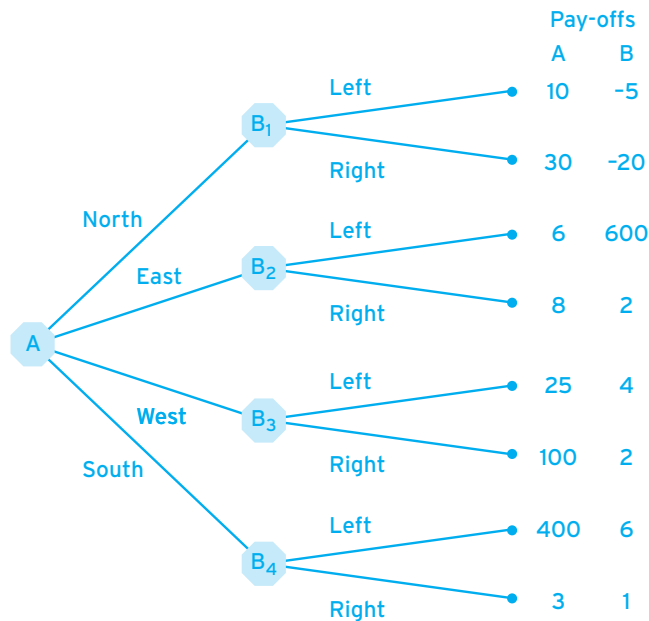 Pay-offs
A B
Left 10 -5
B1
Right 30 -20
North
Left 6 600
East B2
Right 8 2
A
Left 25 4
West B3
Right 100 2
South
Left 400 6
B4
Right 3 1